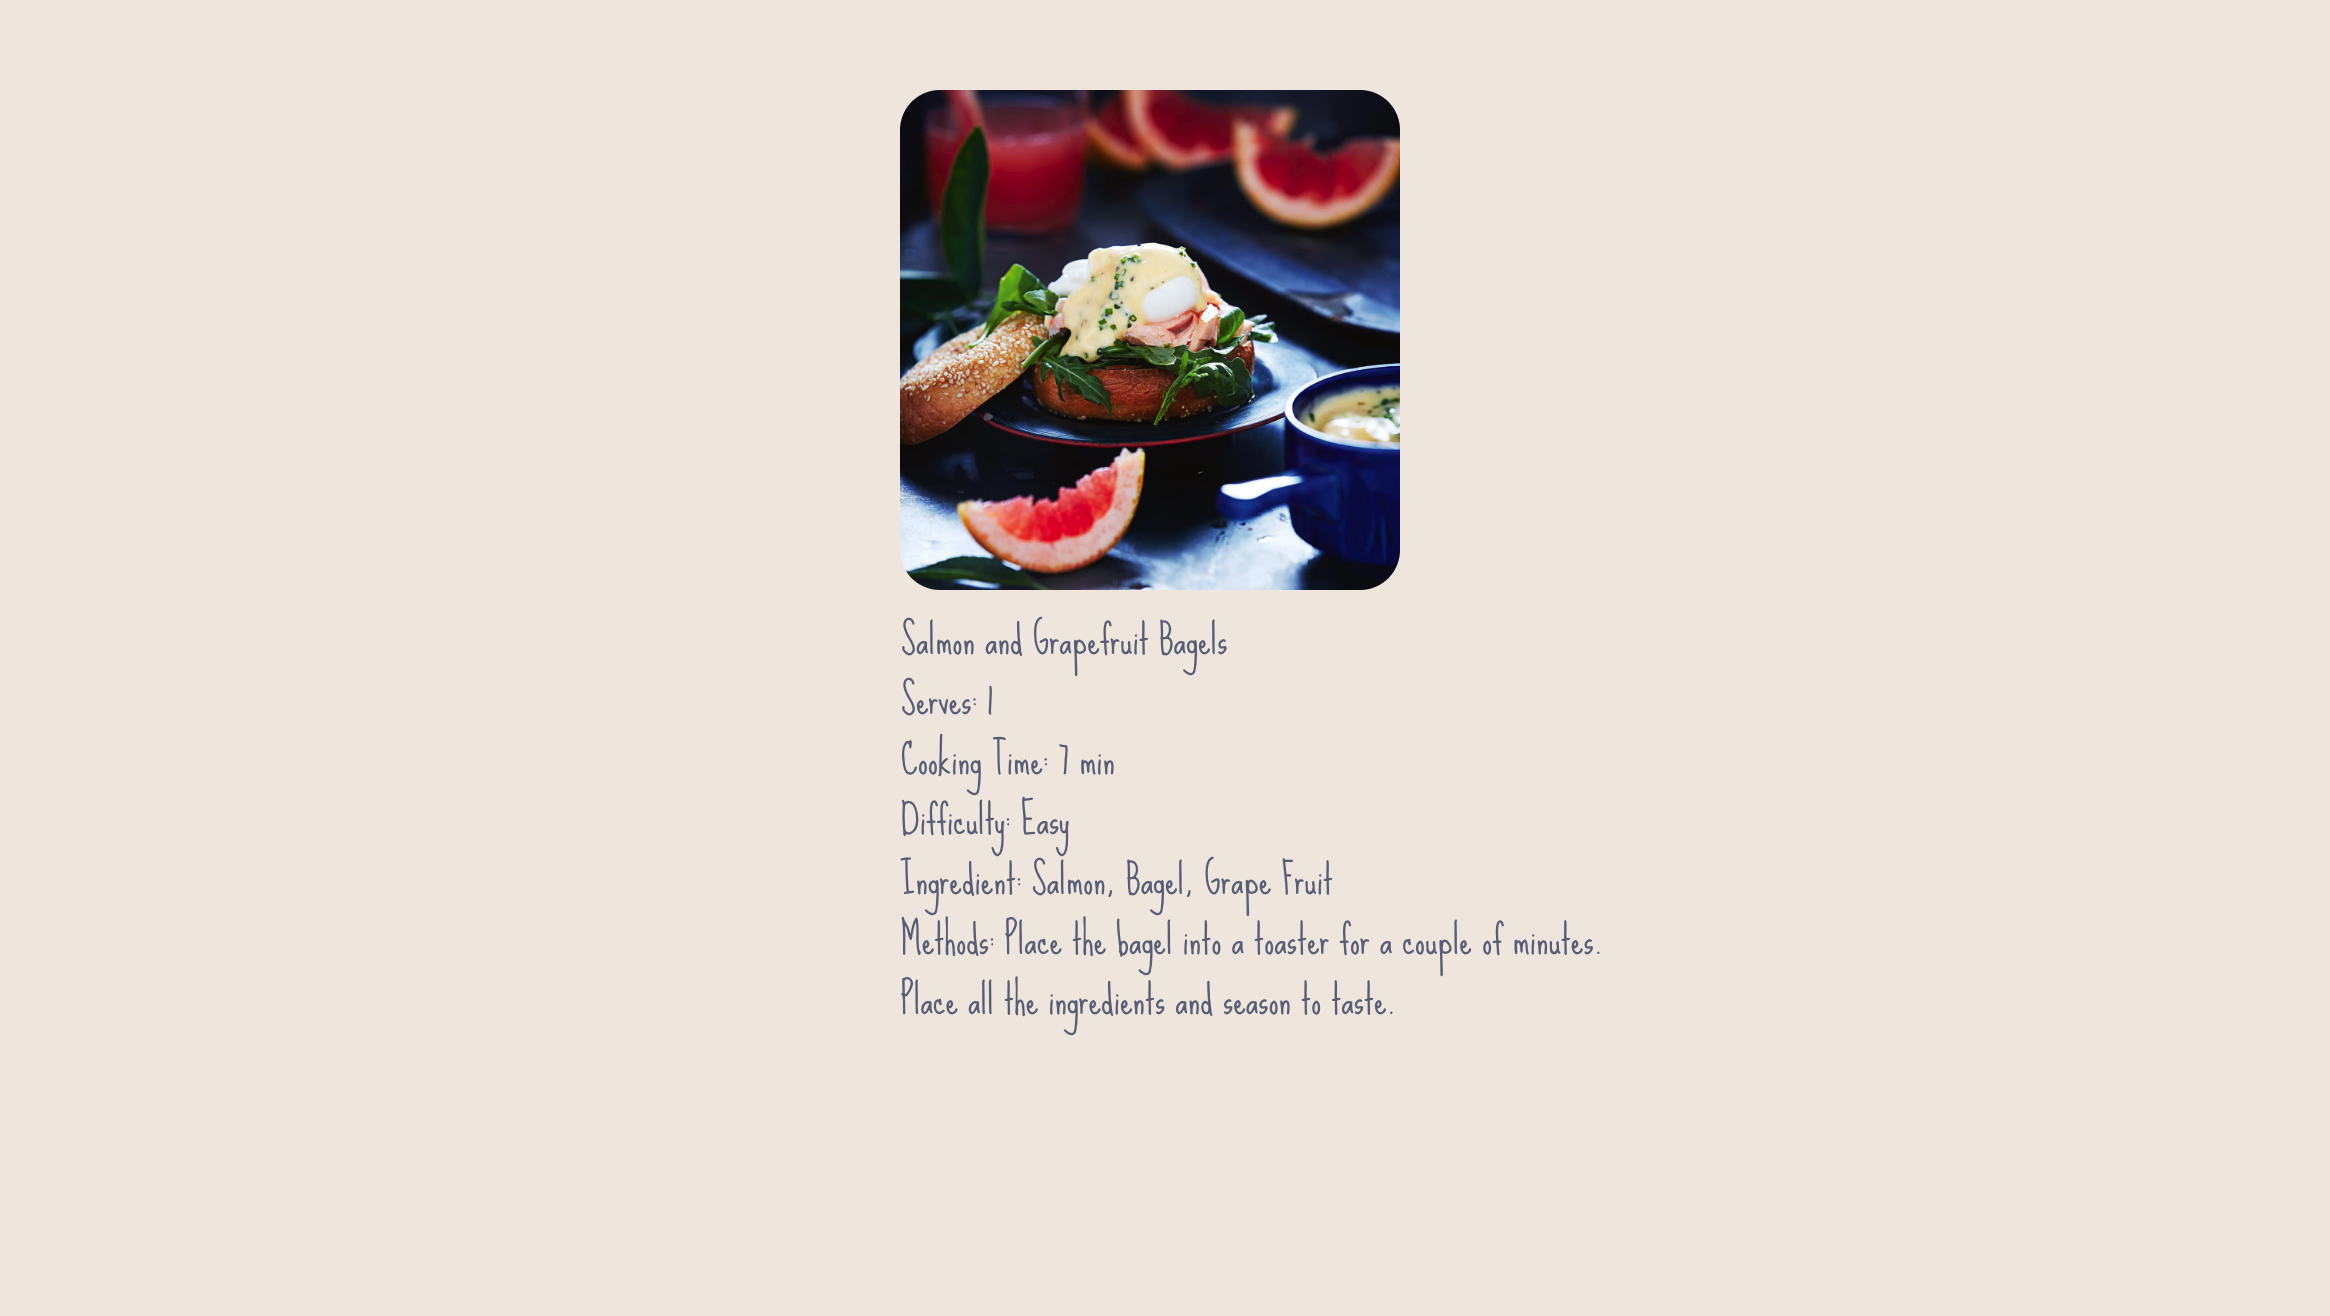 Salmon and Grapefruit Bagels
Serves: 1
Cooking Time: 7 min
Difficulty: Easy
Ingredient: Salmon, Bagel, Grape Fruit
Methods: Place the bagel into a toaster for a couple of minutes.
Place all the ingredients and season to taste.